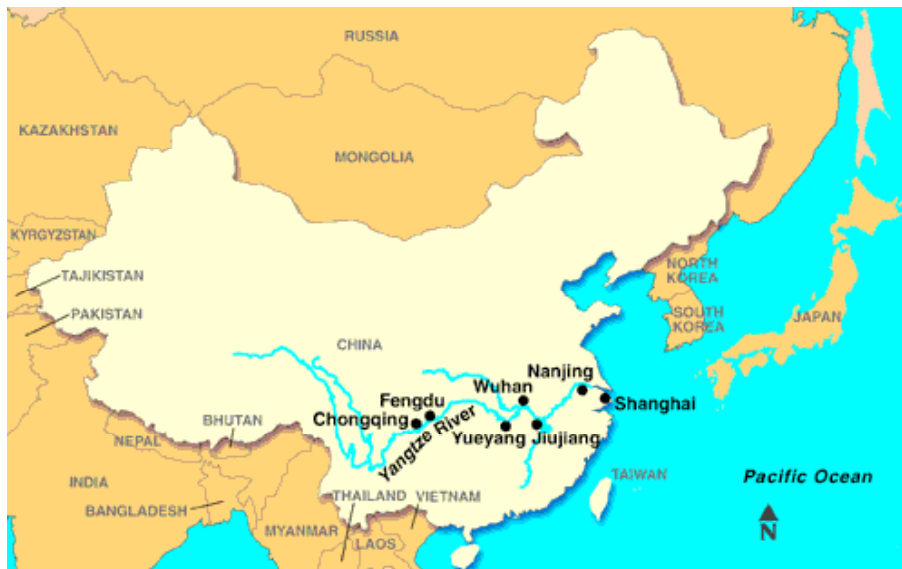 RUSSIA
KAZAKHSTAN
MONGOLIA
KYRGYZSTAN
TAJIKISTAN
PAKISTAN
NORTH
KOREA
SOUTH
KOREA
JAPAN
CHINA
Nanjing
Wuhan
Shanghai
Fengdu
Chongqing
Yangtze River
Yueyang
Jiujiang
BHUTAN
NEPAL
INDIA
BANGLADESH
MYANMAR
THAILAND
VIETNAM
LAOS
TAIWAN
Pacific Ocean
N